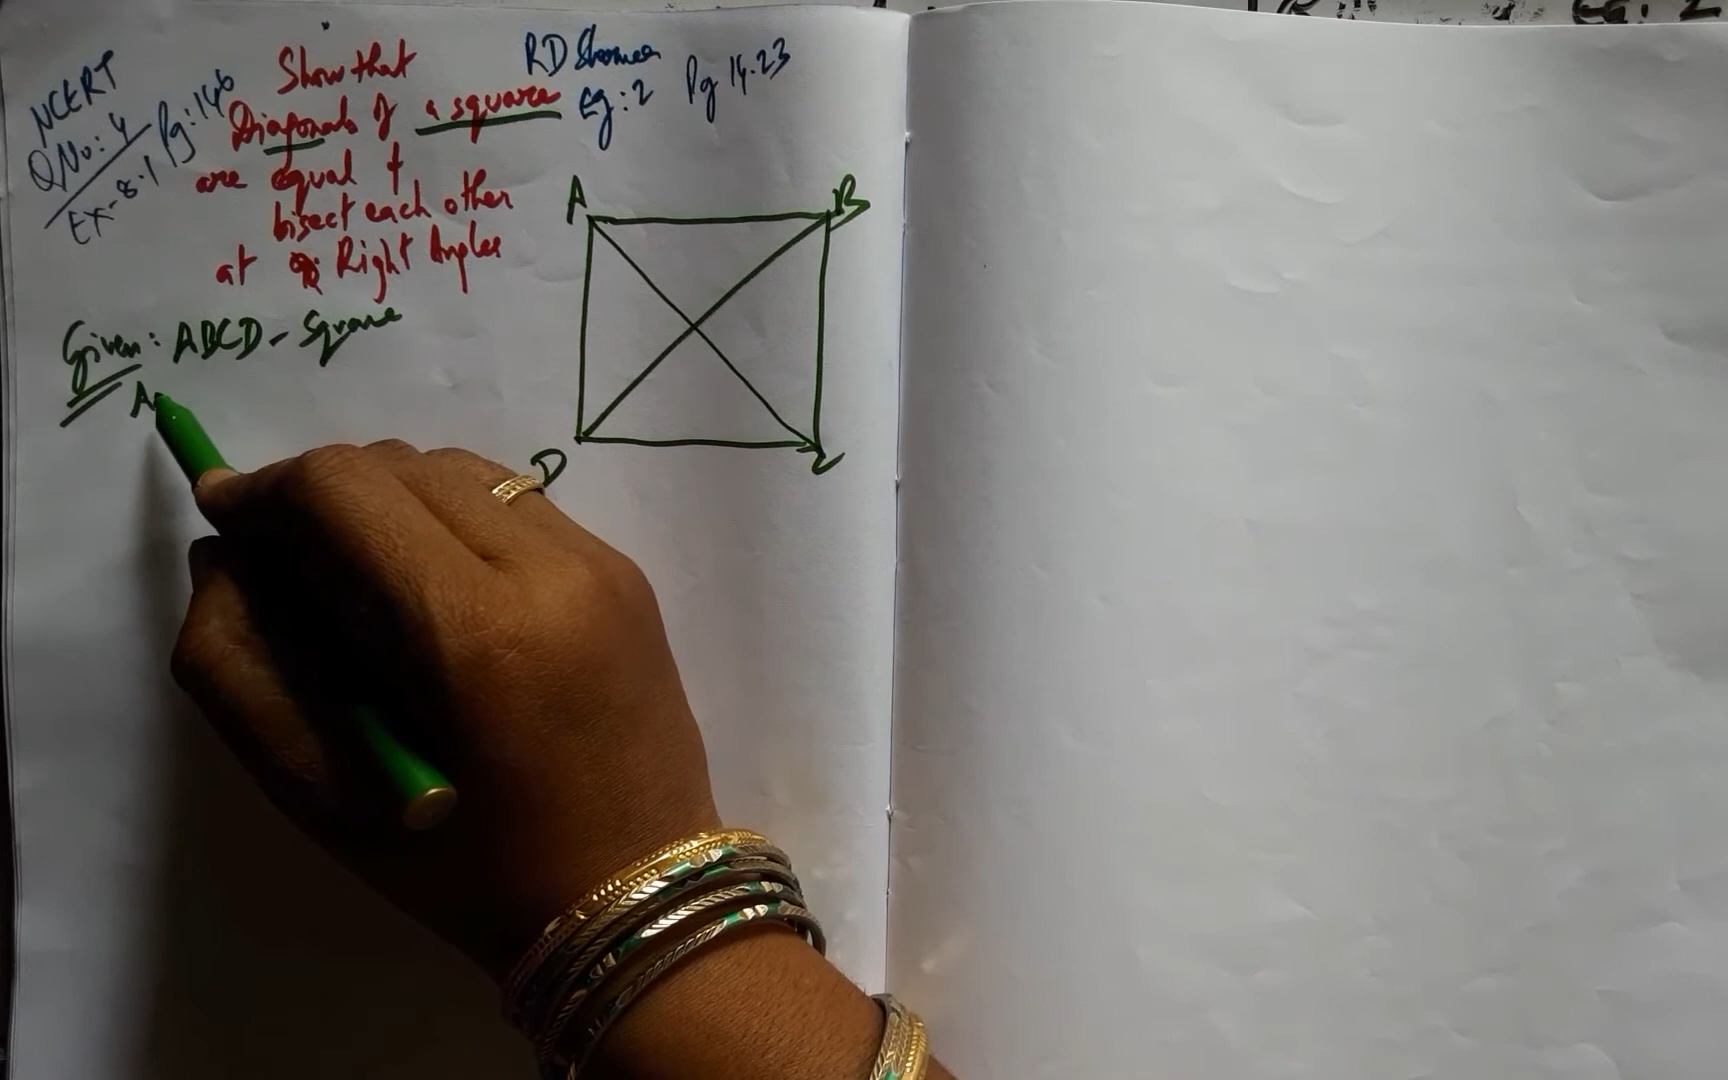 NCERT
QNo: 4
Ex-8.1 Pg: 146
Show that
Diagonals of a square
are equal &
bisect each other
at Right Angles
RD Sharma
Eg: 2 Pg 14.23
Given: ABCD - Square
A
A
B
D
C